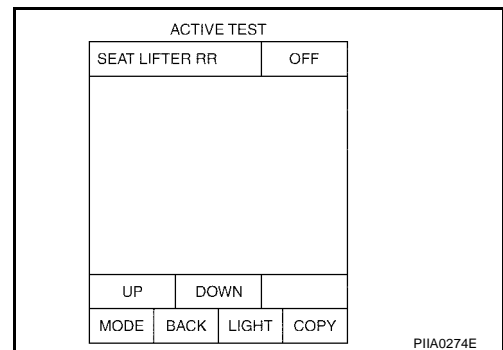 ACTIVE TEST
SEAT LIFTER RR OFF
UP DOWN
MODE BACK LIGHT COPY
PIIA0274E